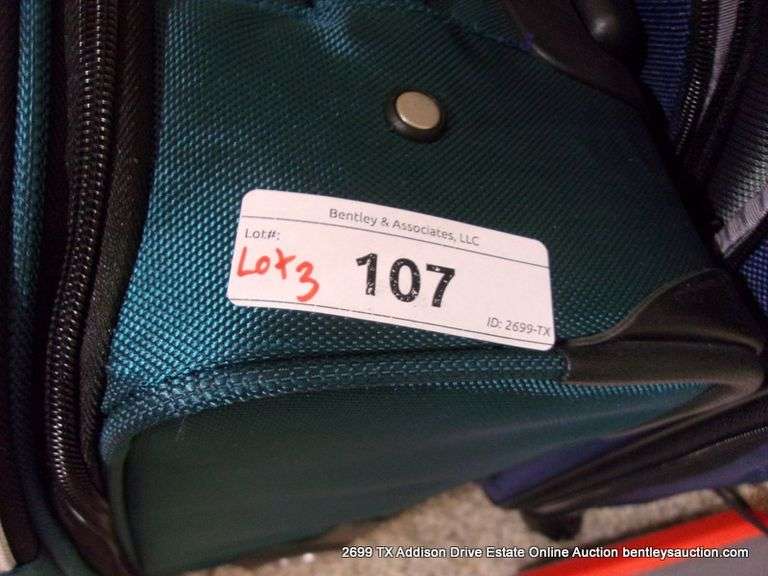 Bentley & Associates, LLC
Lot#:
Lot 3
107
ID: 2699-TX
2699 TX Addison Drive Estate Online Auction bentleysauction.com